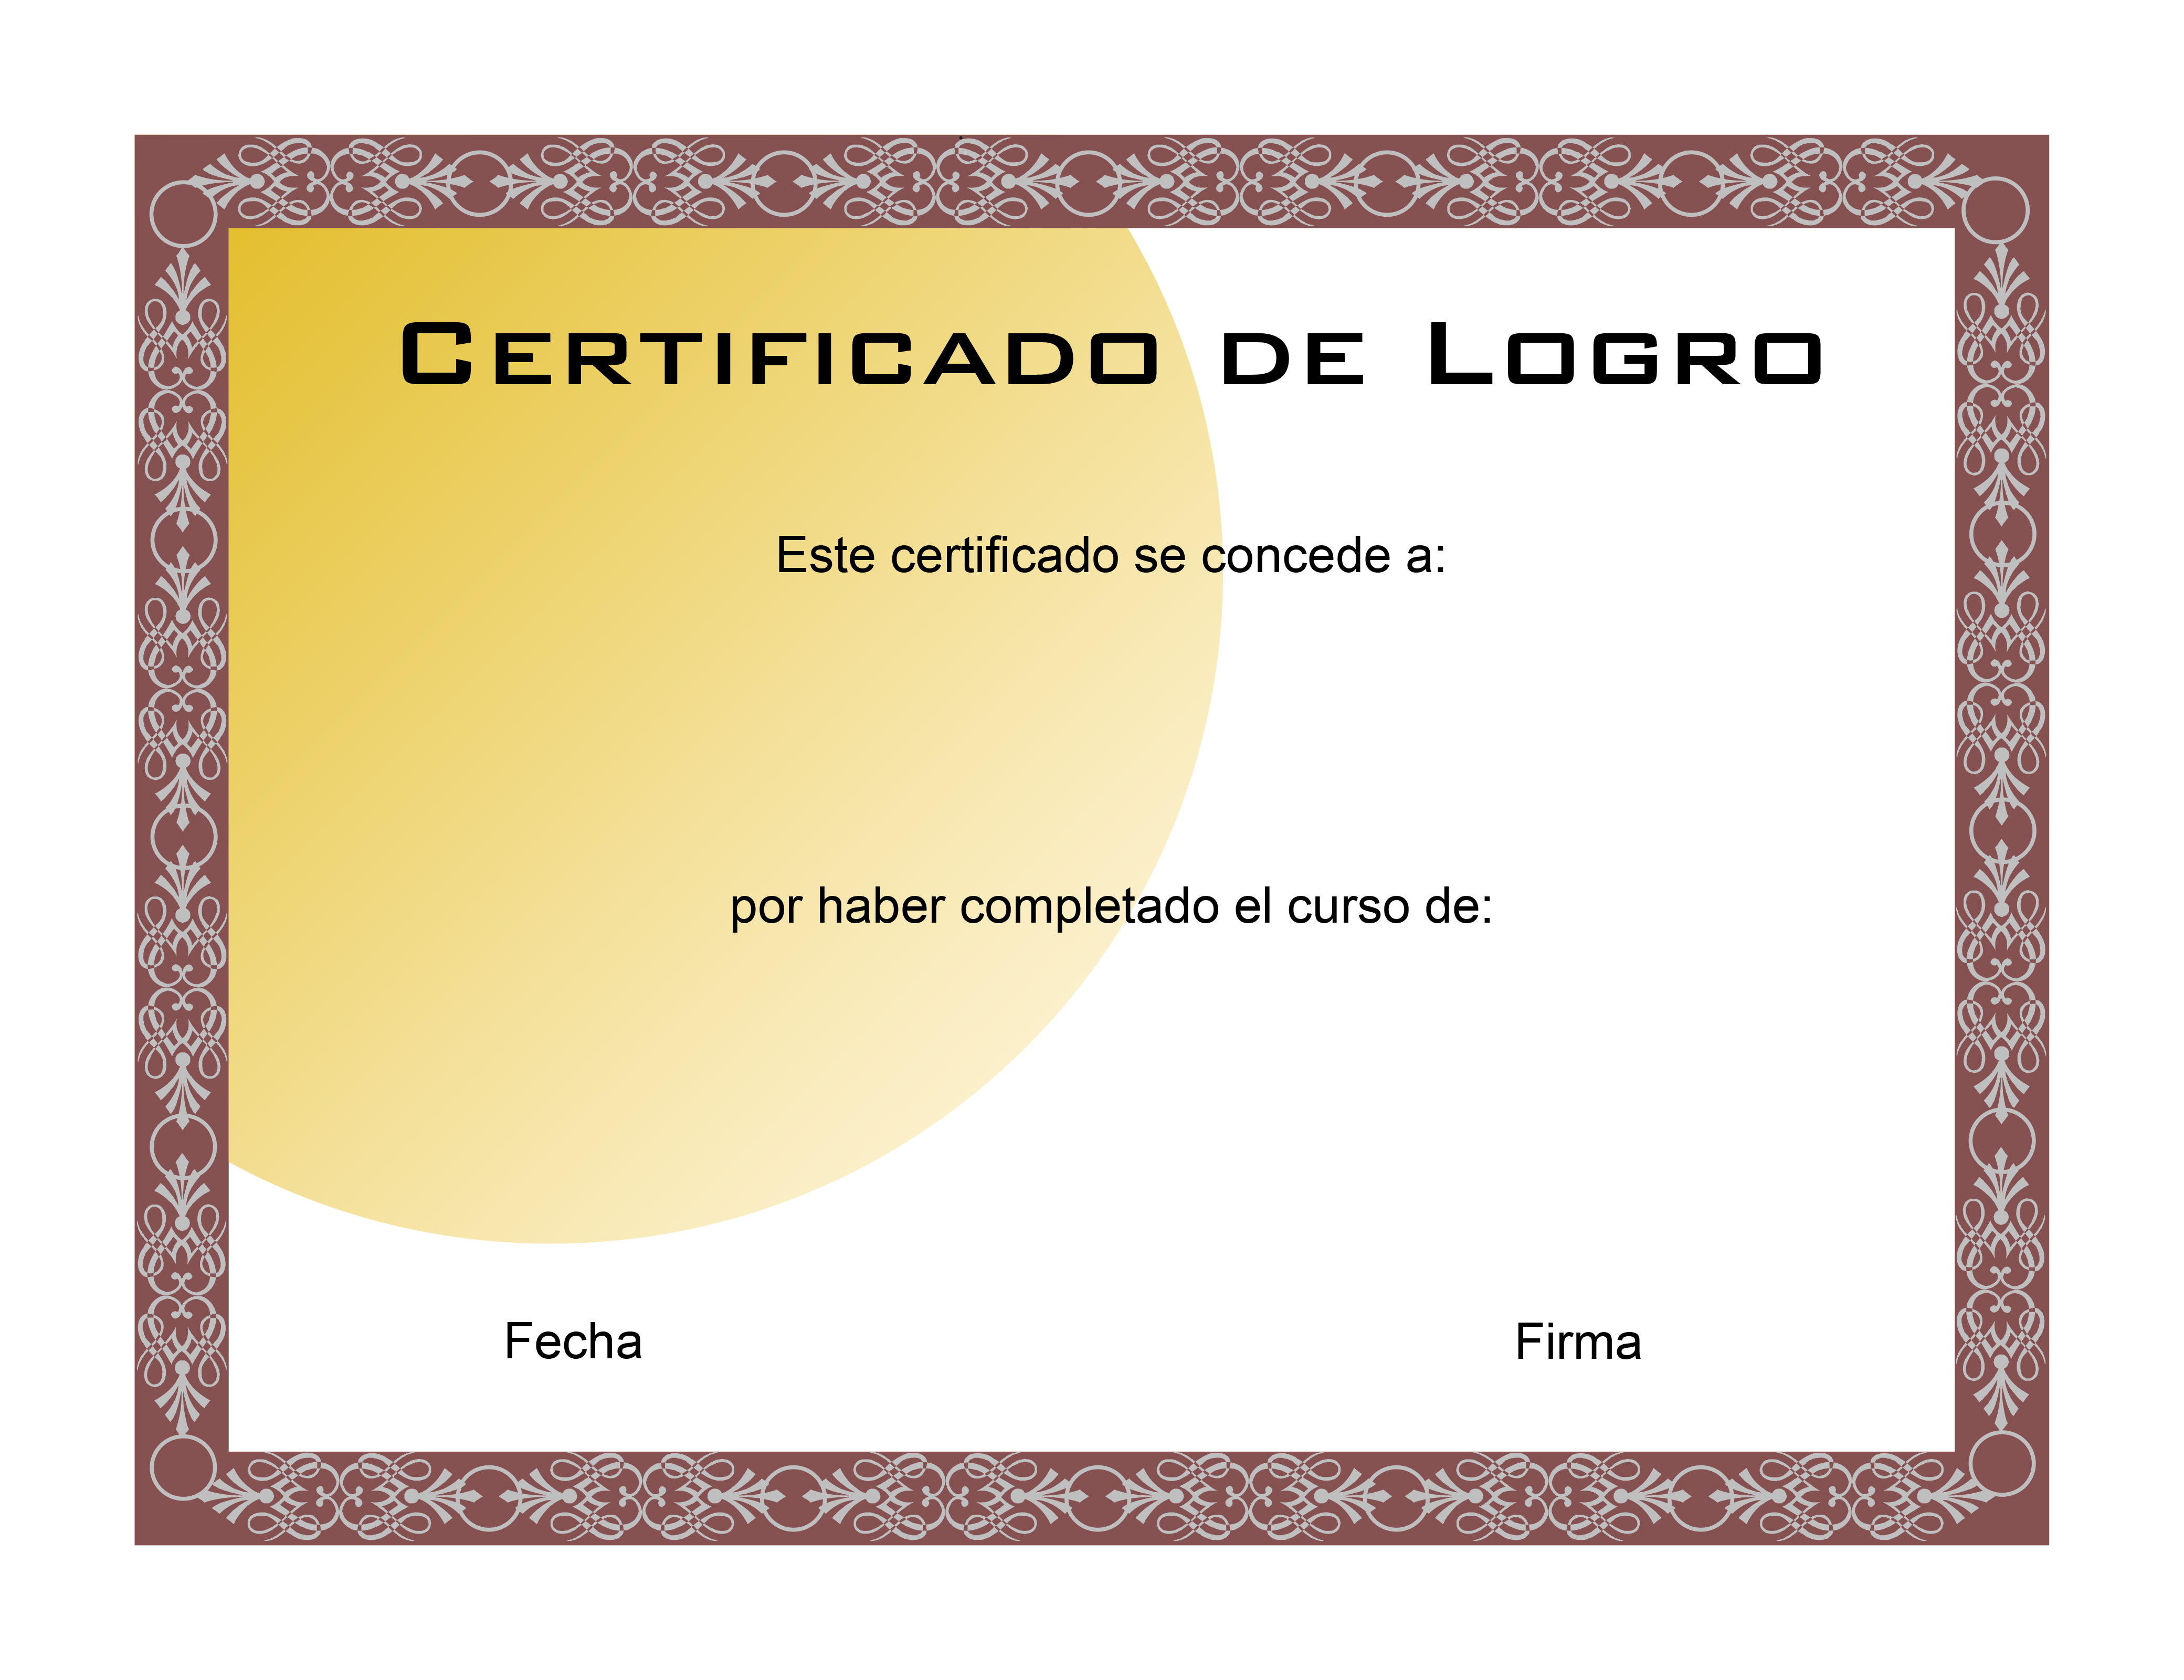 Certificado de Logro
Este certificado se concede a:
por haber completado el curso de:
Fecha Firma